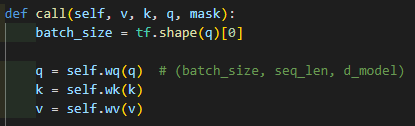 def call(self, v, k, q, mask):
    batch_size = tf.shape(q)[0]

    q = self.wq(q)  # (batch_size, seq_len, d_model)
    k = self.wk(k)
    v = self.wv(v)